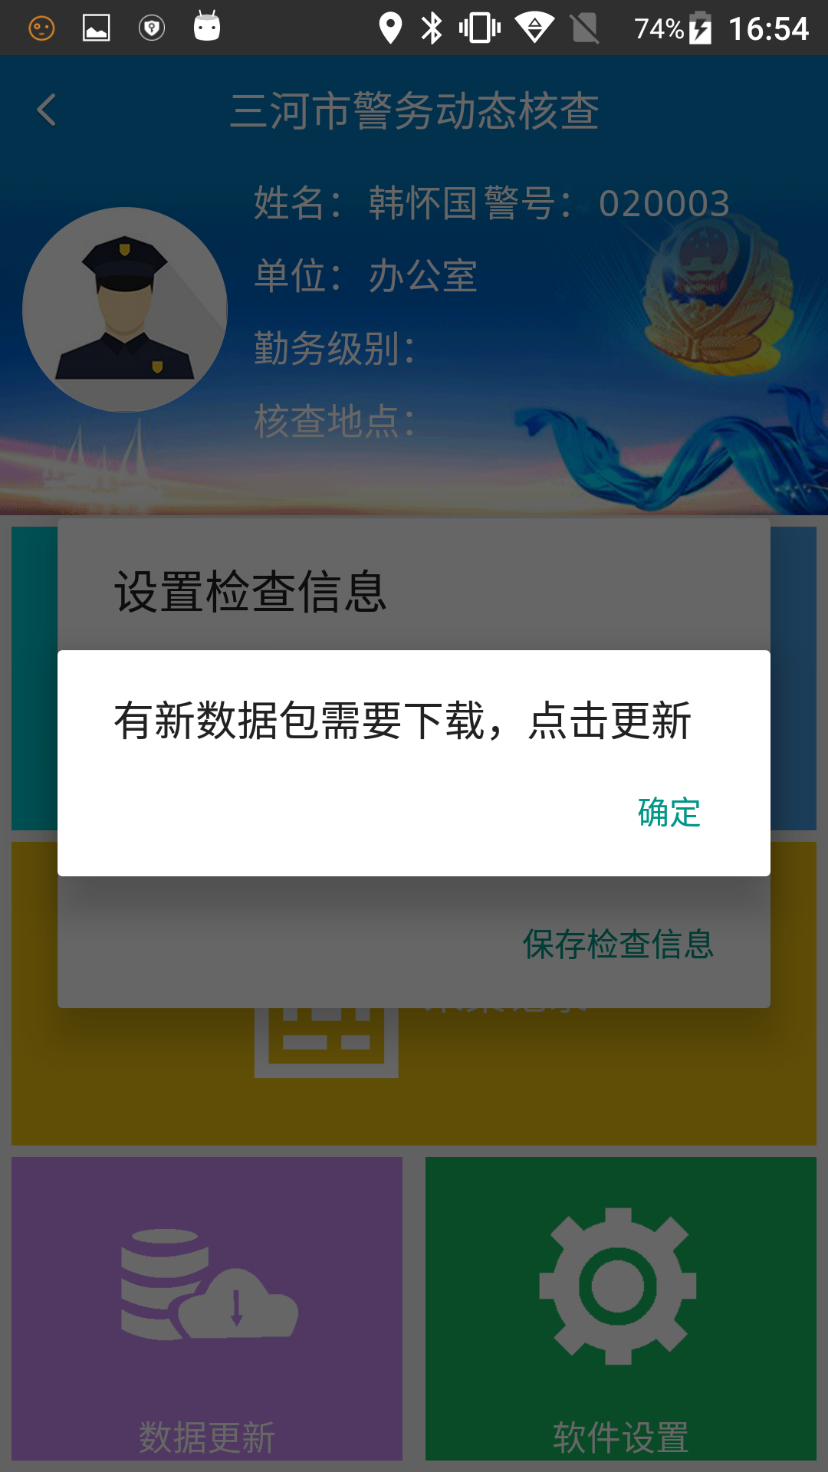 74% 16:54
三河市警务动态核查
姓名： 韩怀国 警号： 020003
单位： 办公室
勤务级别：
核查地点：
设置检查信息
有新数据包需要下载，点击更新
确定
保存检查信息
数据更新
软件设置